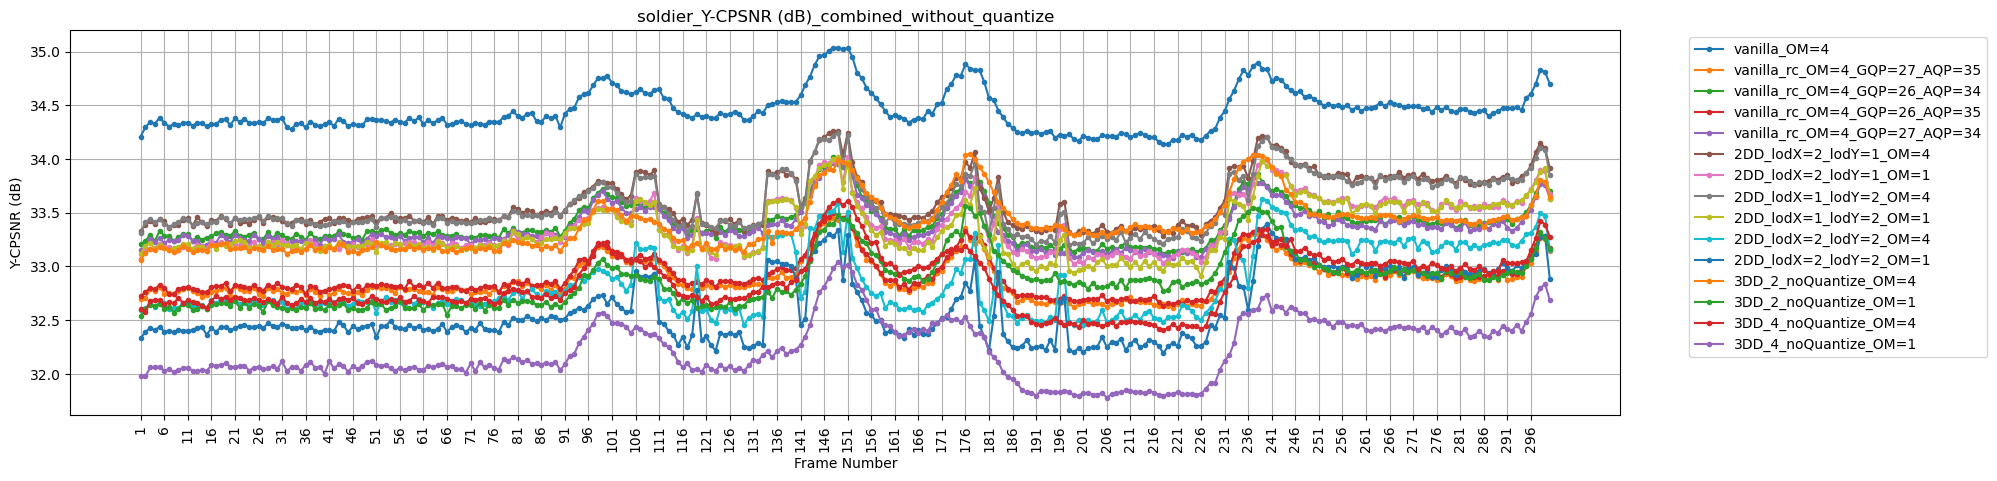 soldier_Y-CPSNR (dB)_combined_without_quantize
Y-CPSNR (dB)
35.0
34.5
34.0
33.5
33.0
32.5
32.0
1 6 11 16 21 26 31 36 41 46 51 56 61 66 71 76 81 86 91 96 101 106 111 116 121 126 131 136 141 146 151 156 161 166 171 176 181 186 191 196 201 206 211 216 221 226 231 236 241 246 251 256 261 266 271 276 281 286 291 296
Frame Number
vanilla_OM=4
vanilla_rc_OM=4_GQP=27_AQP=35
vanilla_rc_OM=4_GQP=26_AQP=34
vanilla_rc_OM=4_GQP=26_AQP=35
vanilla_rc_OM=4_GQP=27_AQP=34
2DD_lodX=2_lodY=1_OM=4
2DD_lodX=2_lodY=1_OM=1
2DD_lodX=1_lodY=2_OM=4
2DD_lodX=1_lodY=2_OM=1
2DD_lodX=2_lodY=2_OM=4
2DD_lodX=2_lodY=2_OM=1
3DD_2_noQuantize_OM=4
3DD_2_noQuantize_OM=1
3DD_4_noQuantize_OM=4
3DD_4_noQuantize_OM=1